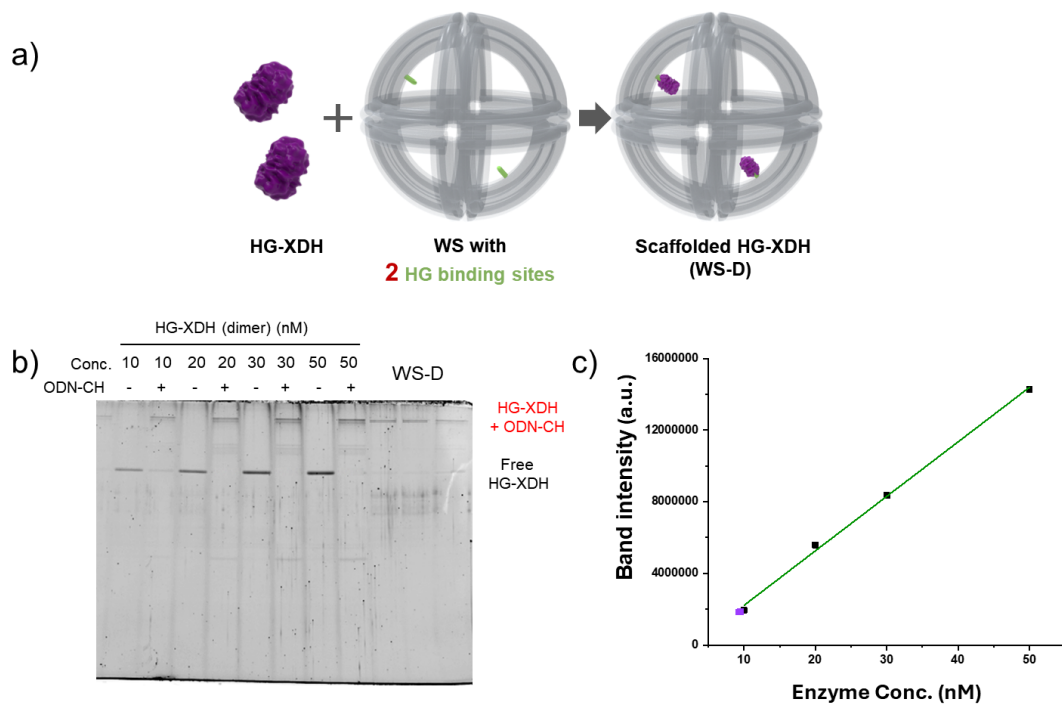 a)
+
HG-XDH
WS with
2 HG binding sites
Scaffolded HG-XDH
(WS-D)
b)
HG-XDH (dimer) (nM)
Conc. 10 10 20 20 30 30 50 50
WS-D
ODN-CH - + - + - + - +
HG-XDH
+ ODN-CH
Free
HG-XDH
c)
Band intensity (a.u.)
16000000
12000000
8000000
4000000
0
10 20 30 40 50
Enzyme Conc. (nM)